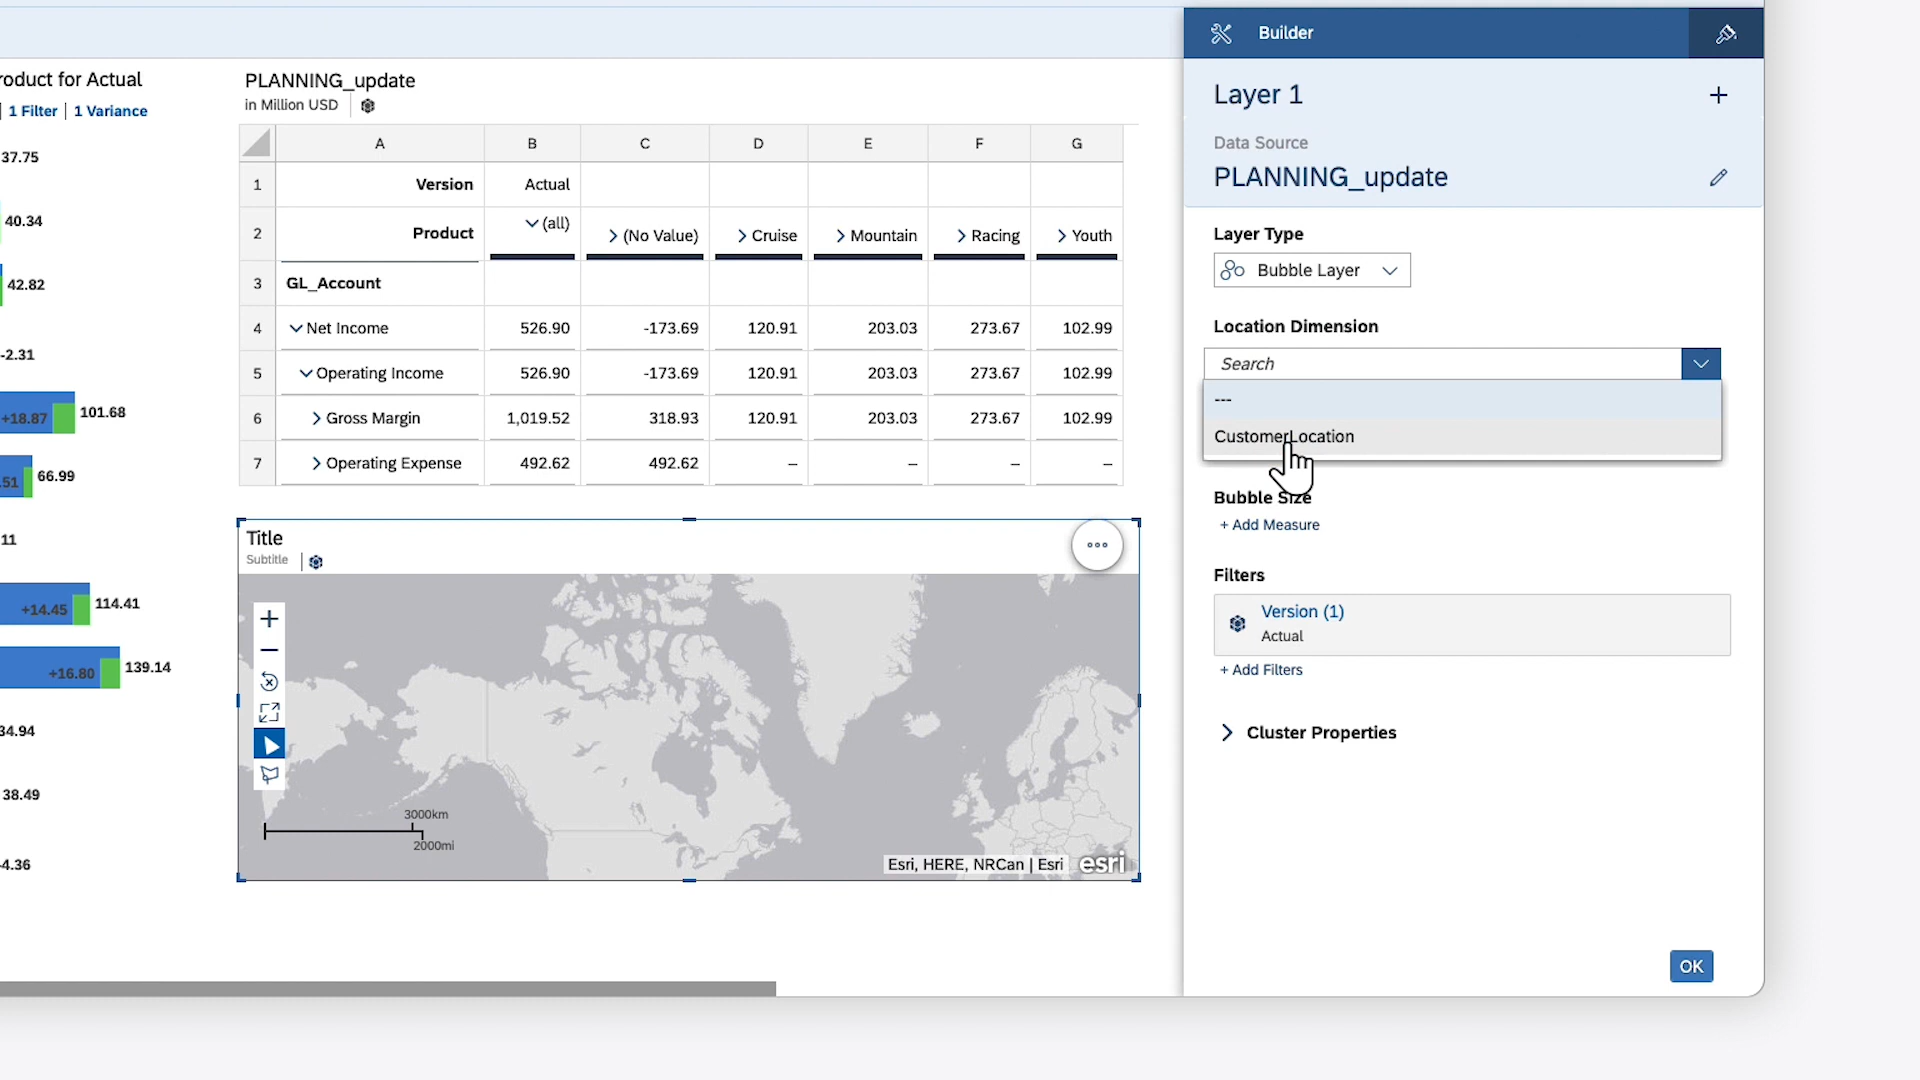 roduct for Actual
1 Filter | 1 Variance
37.75
40.34
42.82
-2.31
+18.87 101.68
.51 66.99
11
+14.45 114.41
+16.80 139.14
34.94
38.49
4.36
PLANNING_update
in Million USD
A B C D E F G
1 Version Actual
2 Product (all) (No Value) Cruise Mountain Racing Youth
3 GL_Account
4 Net Income 526.90 -173.69 120.91 203.03 273.67 102.99
5 Operating Income 526.90 -173.69 120.91 203.03 273.67 102.99
6 Gross Margin 1,019.52 318.93 120.91 203.03 273.67 102.99
7 Operating Expense 492.62 492.62 – – – – –
Title
Subtitle
3000km
2000mi
Esri, HERE, NRCan | Esri esri
Builder
Layer 1
Data Source
PLANNING_update
Layer Type
Bubble Layer
Location Dimension
Search
---
CustomerLocation
Bubble Size
+ Add Measure
Filters
Version (1)
Actual
+ Add Filters
Cluster Properties
OK